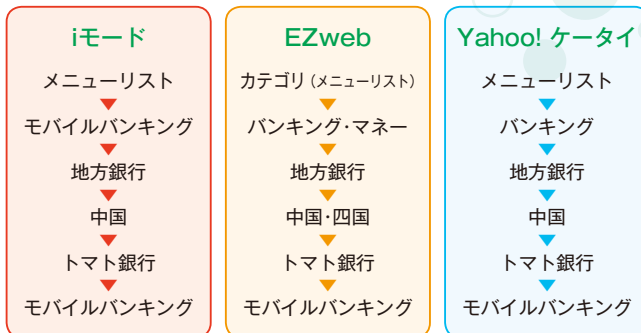 iモード
メニューリスト
モバイルバンキング
地方銀行
中国
トマト銀行
モバイルバンキング
EZweb
カテゴリ(メニューリスト)
バンキング・マネー
地方銀行
中国・四国
トマト銀行
モバイルバンキング
Yahoo! ケータイ
メニューリスト
バンキング
地方銀行
中国
トマト銀行
モバイルバンキング